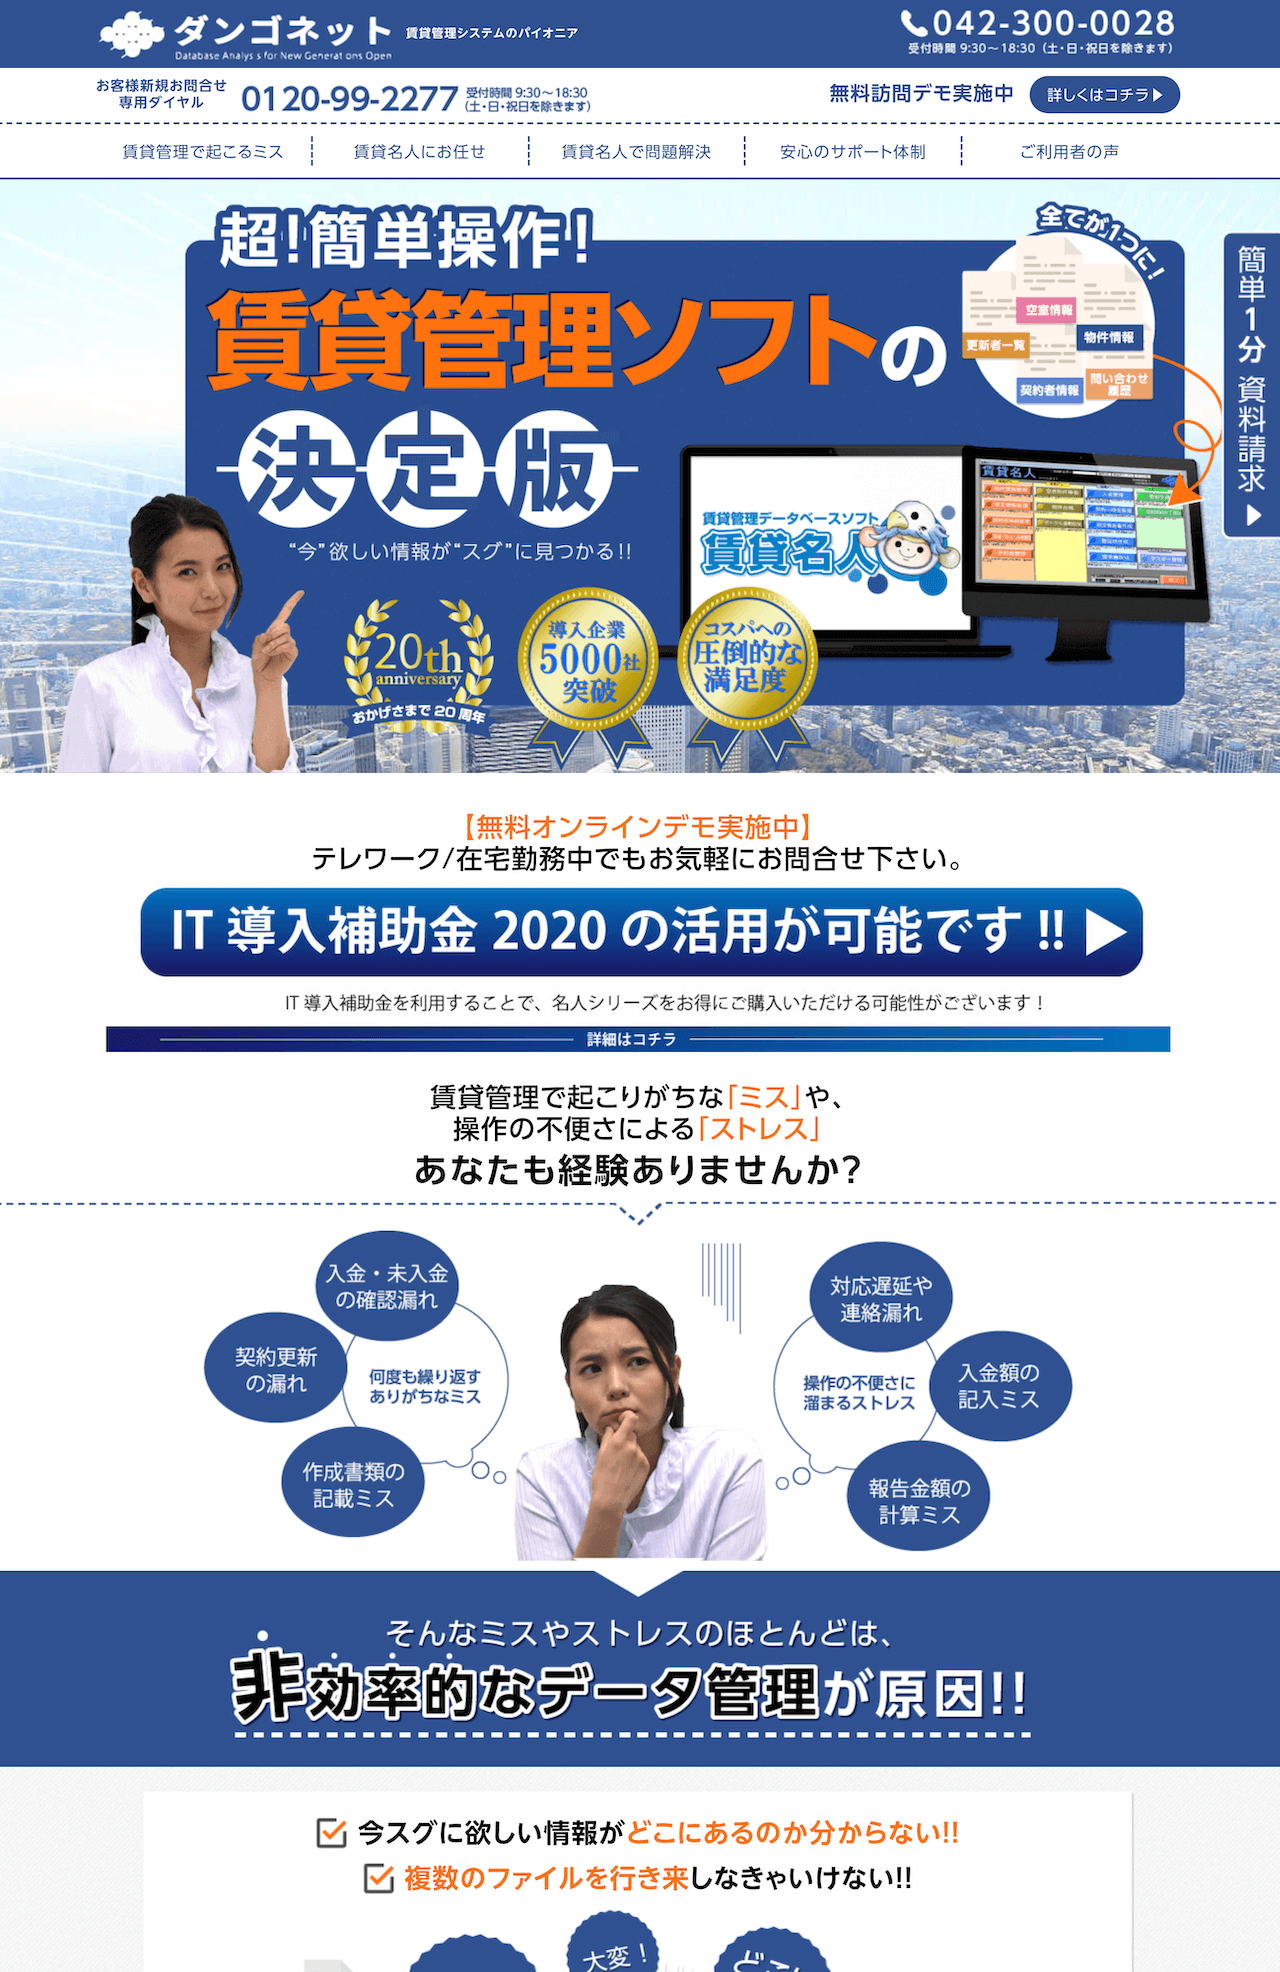 ダンゴネット
Database Analys s for New Generat ons Open
賃貸管理システムのパイオニア
042-300-0028
受付時間 9:30～18:30（土・日・祝日を除きます）
お客様新規お問合せ
専用ダイヤル
0120-99-2277
受付時間 9:30～18:30
（土・日・祝日を除きます）
無料訪問デモ実施中
詳しくはコチラ▶
賃貸管理で起こるミス
賃貸名人にお任せ
賃貸名人で問題解決
安心のサポート体制
ご利用者の声
超!簡単操作!
賃貸管理ソフトの
決定版
“今”欲しい情報が“スグ”に見つかる!!
全てが1つに!
空室情報
更新者一覧
物件情報
契約者情報
問い合わせ
履歴
簡単1分 資料請求
賃貸管理データベースソフト
賃貸名人
賃貸名人
20th
anniversary
おかげさまで20周年
導入企業
5000社
突破
コスパへの
圧倒的な
満足度
【無料オンラインデモ実施中】
テレワーク/在宅勤務中でもお気軽にお問合せ下さい。
IT 導入補助金 2020 の活用が可能です !! ▶
IT 導入補助金を利用することで、名人シリーズをお得にご購入いただける可能性がございます！
詳細はコチラ
賃貸管理で起こりがちな「ミス」や、
操作の不便さによる「ストレス」
あなたも経験ありませんか?
入金・未入金
の確認漏れ
契約更新
の漏れ
何度も繰り返す
ありがちなミス
作成書類の
記載ミス
対応遅延や
連絡漏れ
操作の不便さに
溜まるストレス
入金額の
記入ミス
報告金額の
計算ミス
そんなミスやストレスのほとんどは、
非効率的なデータ管理が原因!!
今スグに欲しい情報がどこにあるのか分からない!!
複数のファイルを行き来しなきゃいけない!!
大変！